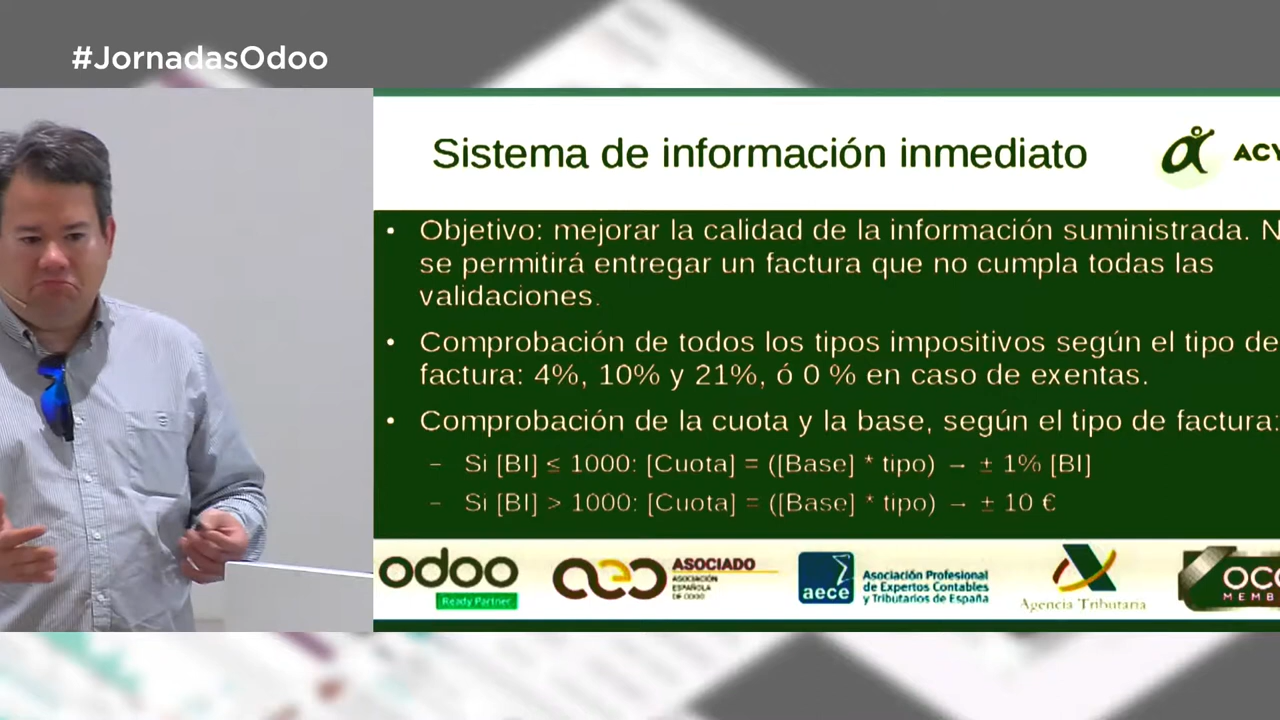 #JornadasOdoo
Sistema de información inmediato
Objetivo: mejorar la calidad de la información suministrada.
se permitirá entregar un factura que no cumpla todas las
validaciones.
Comprobación de todos los tipos impositivos según el tipo de
factura: 4%, 10% y 21%, ó 0 % en caso de exentas.
Comprobación de la cuota y la base, según el tipo de factura:
– Si [BI] ≤ 1000: [Cuota] = ([Base] * tipo) → ± 1% [BI]
– Si [BI] > 1000: [Cuota] = ([Base] * tipo) → ± 10 €
odoo
Ready Partner
aeo
ASOCIADO
ASOCIACIÓN
ESPAÑOLA
DE ODOO
aece
Asociación Profesional
de Expertos Contables
y Tributarios de España
Agencia Tributaria